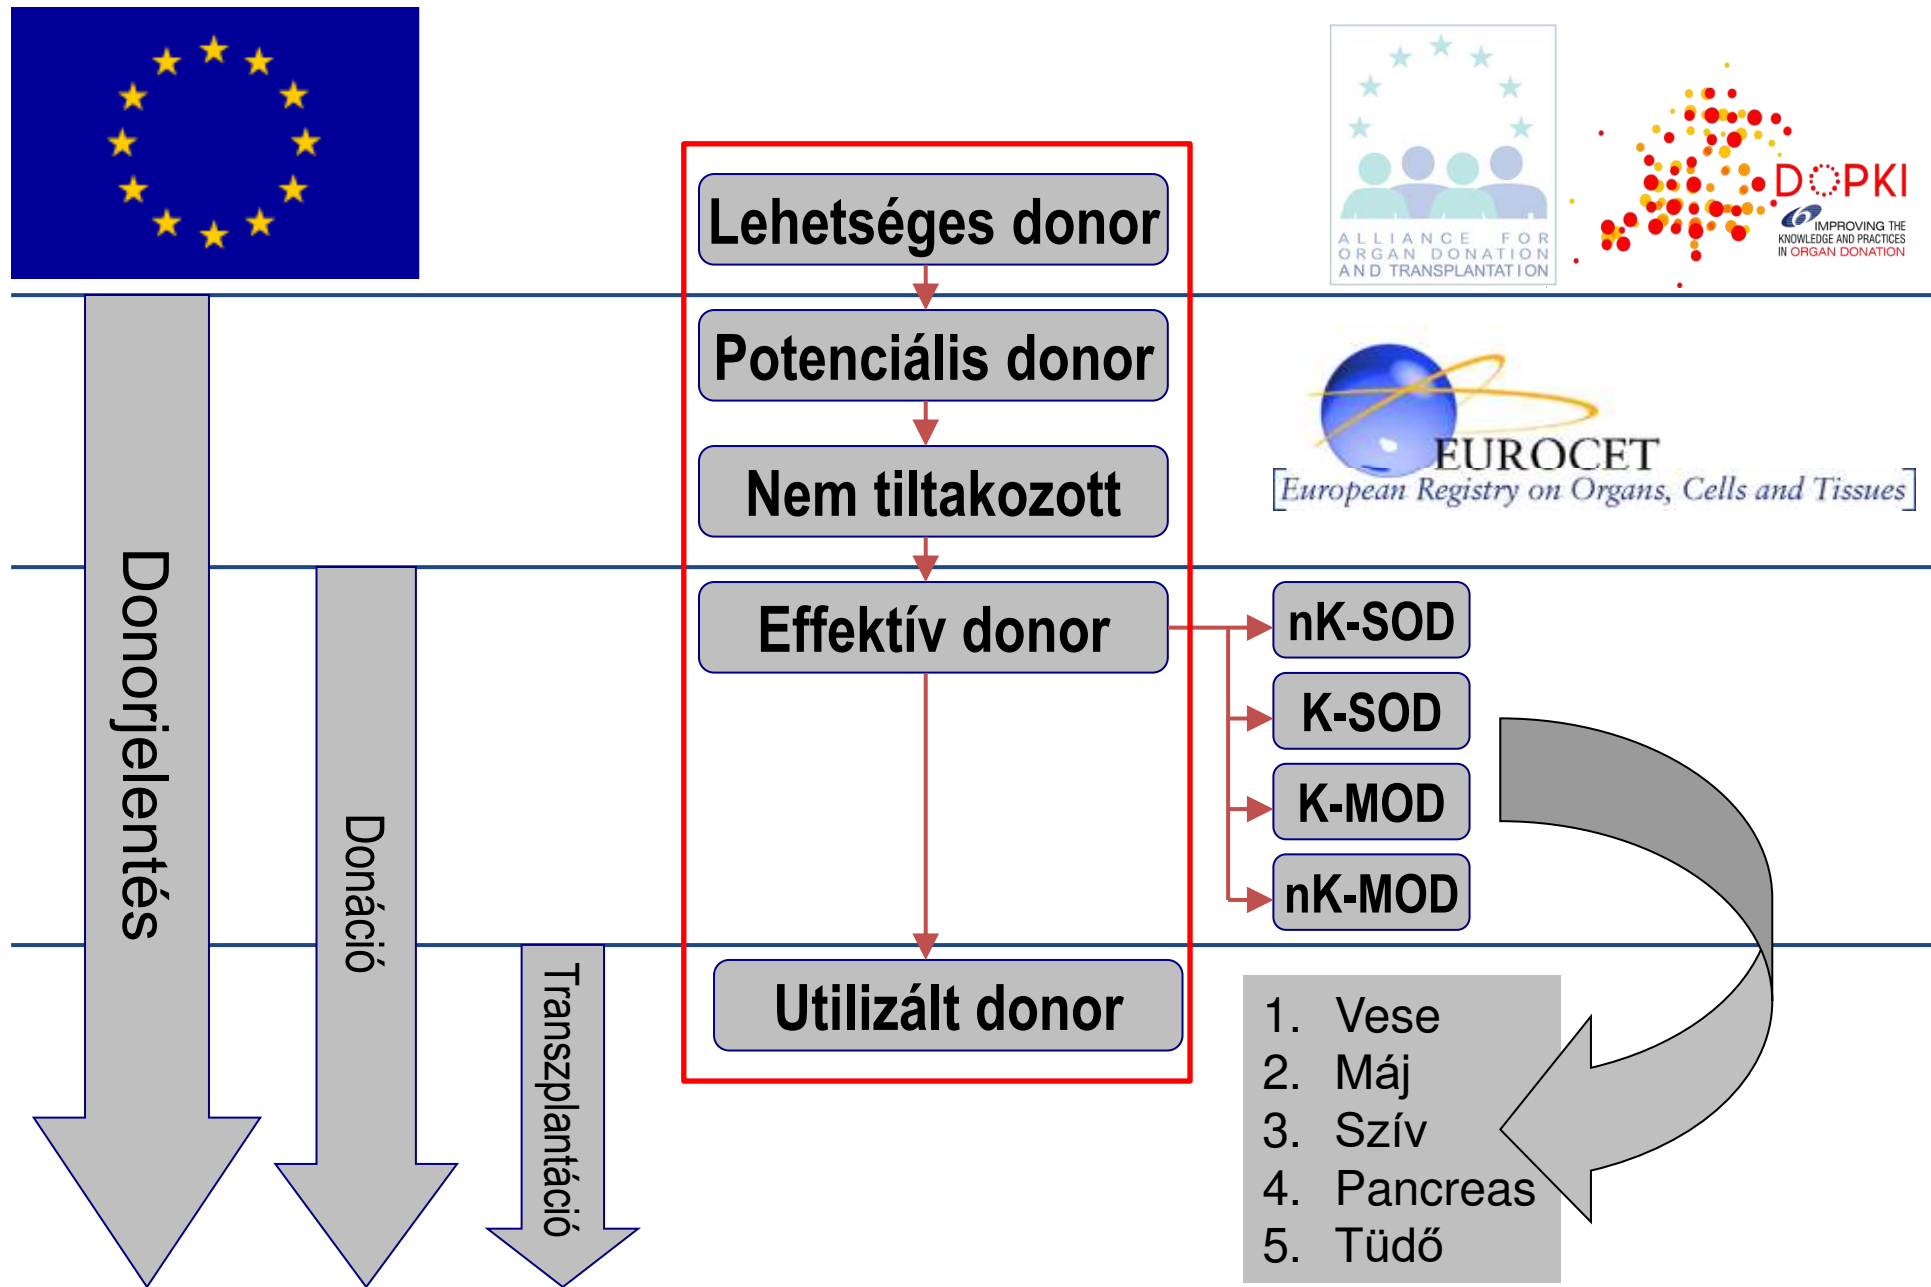 Lehetséges donor
Potenciális donor
Nem tiltakozott
Effektív donor
Utilizált donor
Donorjelentés
Donáció
Transzplantáció
ALLIANCE FOR
ORGAN DONATION
AND TRANSPLANTATION
DOPKI
6
IMPROVING THE
KNOWLEDGE AND PRACTICES
IN ORGAN DONATION
EUROCET
[European Registry on Organs, Cells and Tissues]
nK-SOD
K-SOD
K-MOD
nK-MOD
1. Vese
2. Máj
3. Szív
4. Pancreas
5. Tüdő